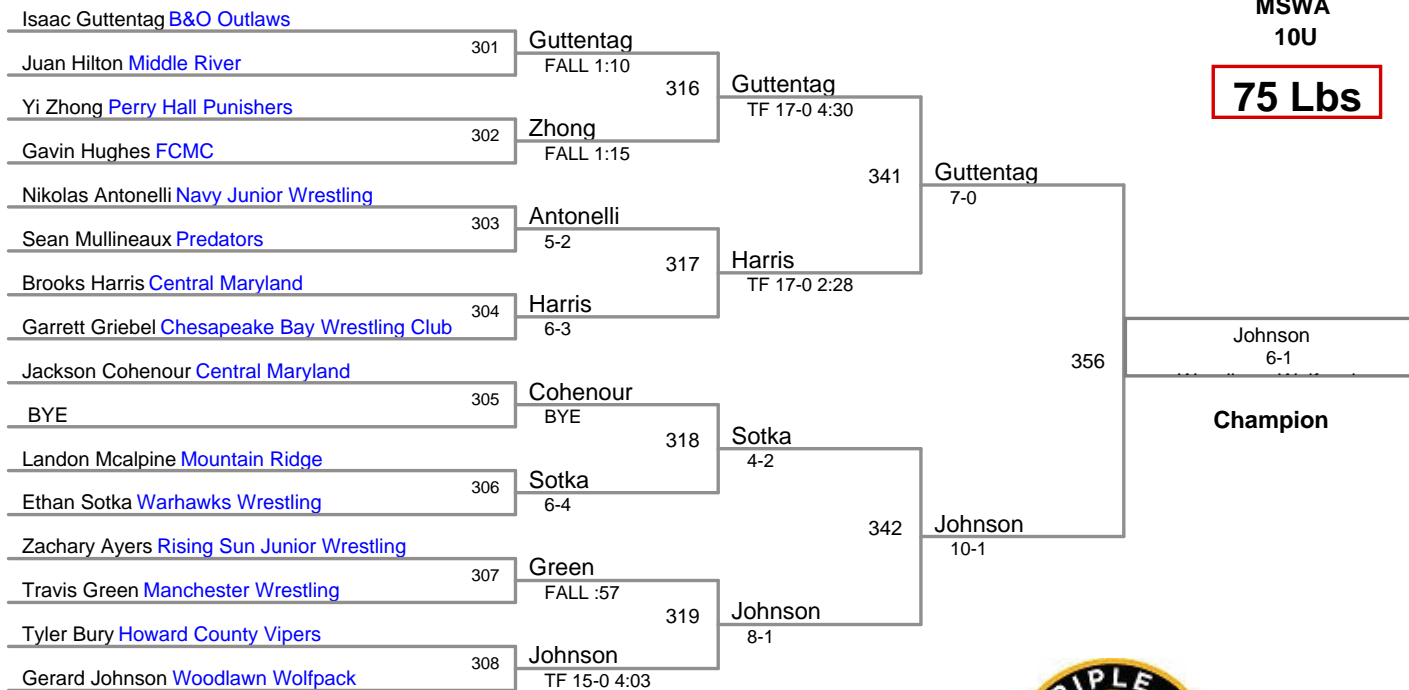 MSWA
10U
75 Lbs
Isaac Guttentag B&O Outlaws
301
Juan Hilton Middle River
Guttentag
FALL 1:10
316
Yi Zhong Perry Hall Punishers
302
Gavin Hughes FCMC
Zhong
FALL 1:15
Guttentag
TF 17-0 4:30
341
Nikolas Antonelli Navy Junior Wrestling
303
Sean Mullineaux Predators
Antonelli
5-2
317
Brooks Harris Central Maryland
304
Garrett Griebel Chesapeake Bay Wrestling Club
Harris
6-3
Harris
TF 17-0 2:28
Guttentag
7-0
356
Jackson Cohenour Central Maryland
305
BYE
Cohenour
BYE
318
Landon Mcalpine Mountain Ridge
306
Ethan Sotka Warhawks Wrestling
Sotka
6-4
Sotka
4-2
342
Zachary Ayers Rising Sun Junior Wrestling
307
Travis Green Manchester Wrestling
Green
FALL :57
319
Tyler Bury Howard County Vipers
308
Gerard Johnson Woodlawn Wolfpack
Johnson
TF 15-0 4:03
Johnson
8-1
Johnson
10-1
Johnson
6-1
Champion